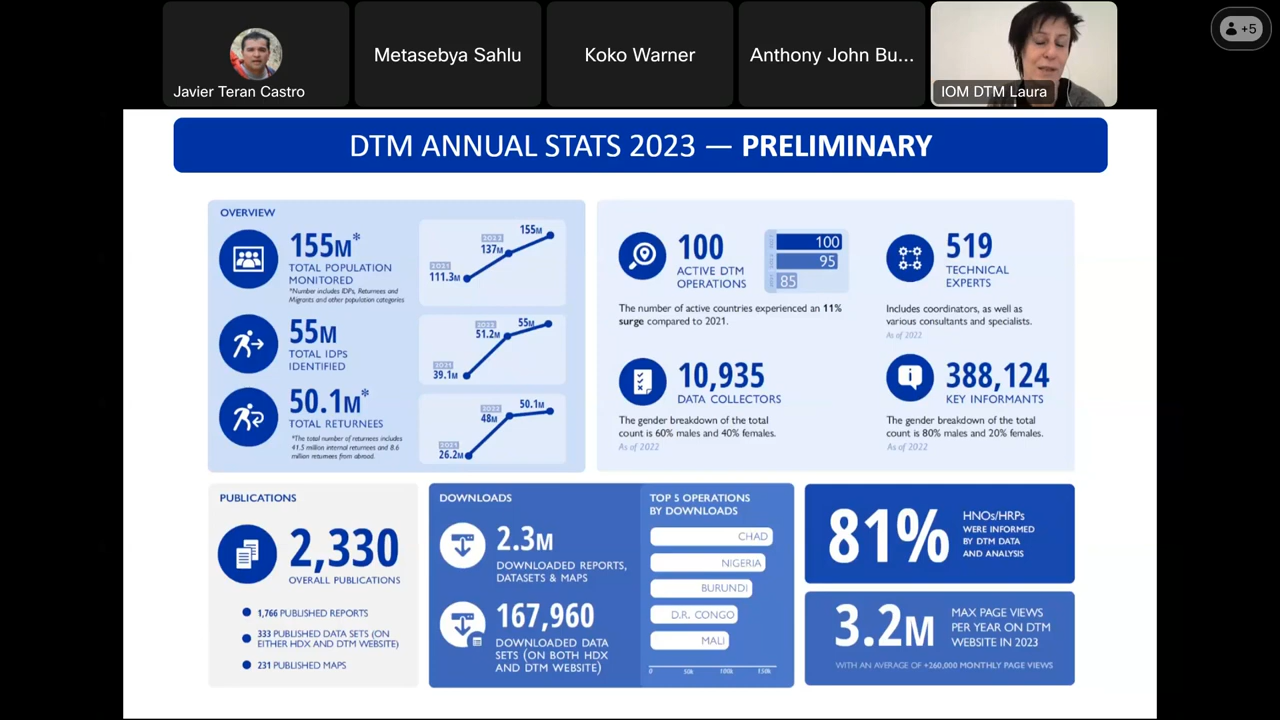 Javier Teran Castro
Metasebya Sahlu
Koko Warner
Anthony John Bu...
IOM DTM Laura
+5
DTM ANNUAL STATS 2023 — PRELIMINARY
OVERVIEW
155M*
TOTAL POPULATION
MONITORED
*Number includes IDPs, Returnees and
Migrants and other population categories
2021
111.3M
2022
137M
155M
55M
TOTAL IDPS
IDENTIFIED
2021
39.1M
2022
51.2M
55M
50.1M*
TOTAL RETURNEES
*The total number of returnees includes
41.5 million internal returnees and 8.6
million returnees from abroad.
2021
26.2M
2022
48M
50.1M
100
ACTIVE DTM
OPERATIONS
100
95
85
The number of active countries experienced an 11%
surge compared to 2021.
519
TECHNICAL
EXPERTS
Includes coordinators, as well as
various consultants and specialists.
As of 2022
10,935
DATA COLLECTORS
The gender breakdown of the total
count is 60% males and 40% females.
As of 2022
388,124
KEY INFORMANTS
The gender breakdown of the total
count is 80% males and 20% females.
As of 2022
PUBLICATIONS
2,330
OVERALL PUBLICATIONS
1,766 PUBLISHED REPORTS
333 PUBLISHED DATA SETS (ON
EITHER HDX AND DTM WEBSITE)
231 PUBLISHED MAPS
DOWNLOADS
2.3M
DOWNLOADED REPORTS,
DATASETS & MAPS
167,960
DOWNLOADED DATA
SETS (ON BOTH HDX
AND DTM WEBSITE)
TOP 5 OPERATIONS
BY DOWNLOADS
CHAD
NIGERIA
BURUNDI
D.R. CONGO
MALI
0 50k 100k 150k
81%
HNOs/HRPs
WERE INFORMED
BY DTM DATA
AND ANALYSIS
3.2M
MAX PAGE VIEWS
PER YEAR ON DTM
WEBSITE IN 2023
WITH AN AVERAGE OF +260,000 MONTHLY PAGE VIEWS